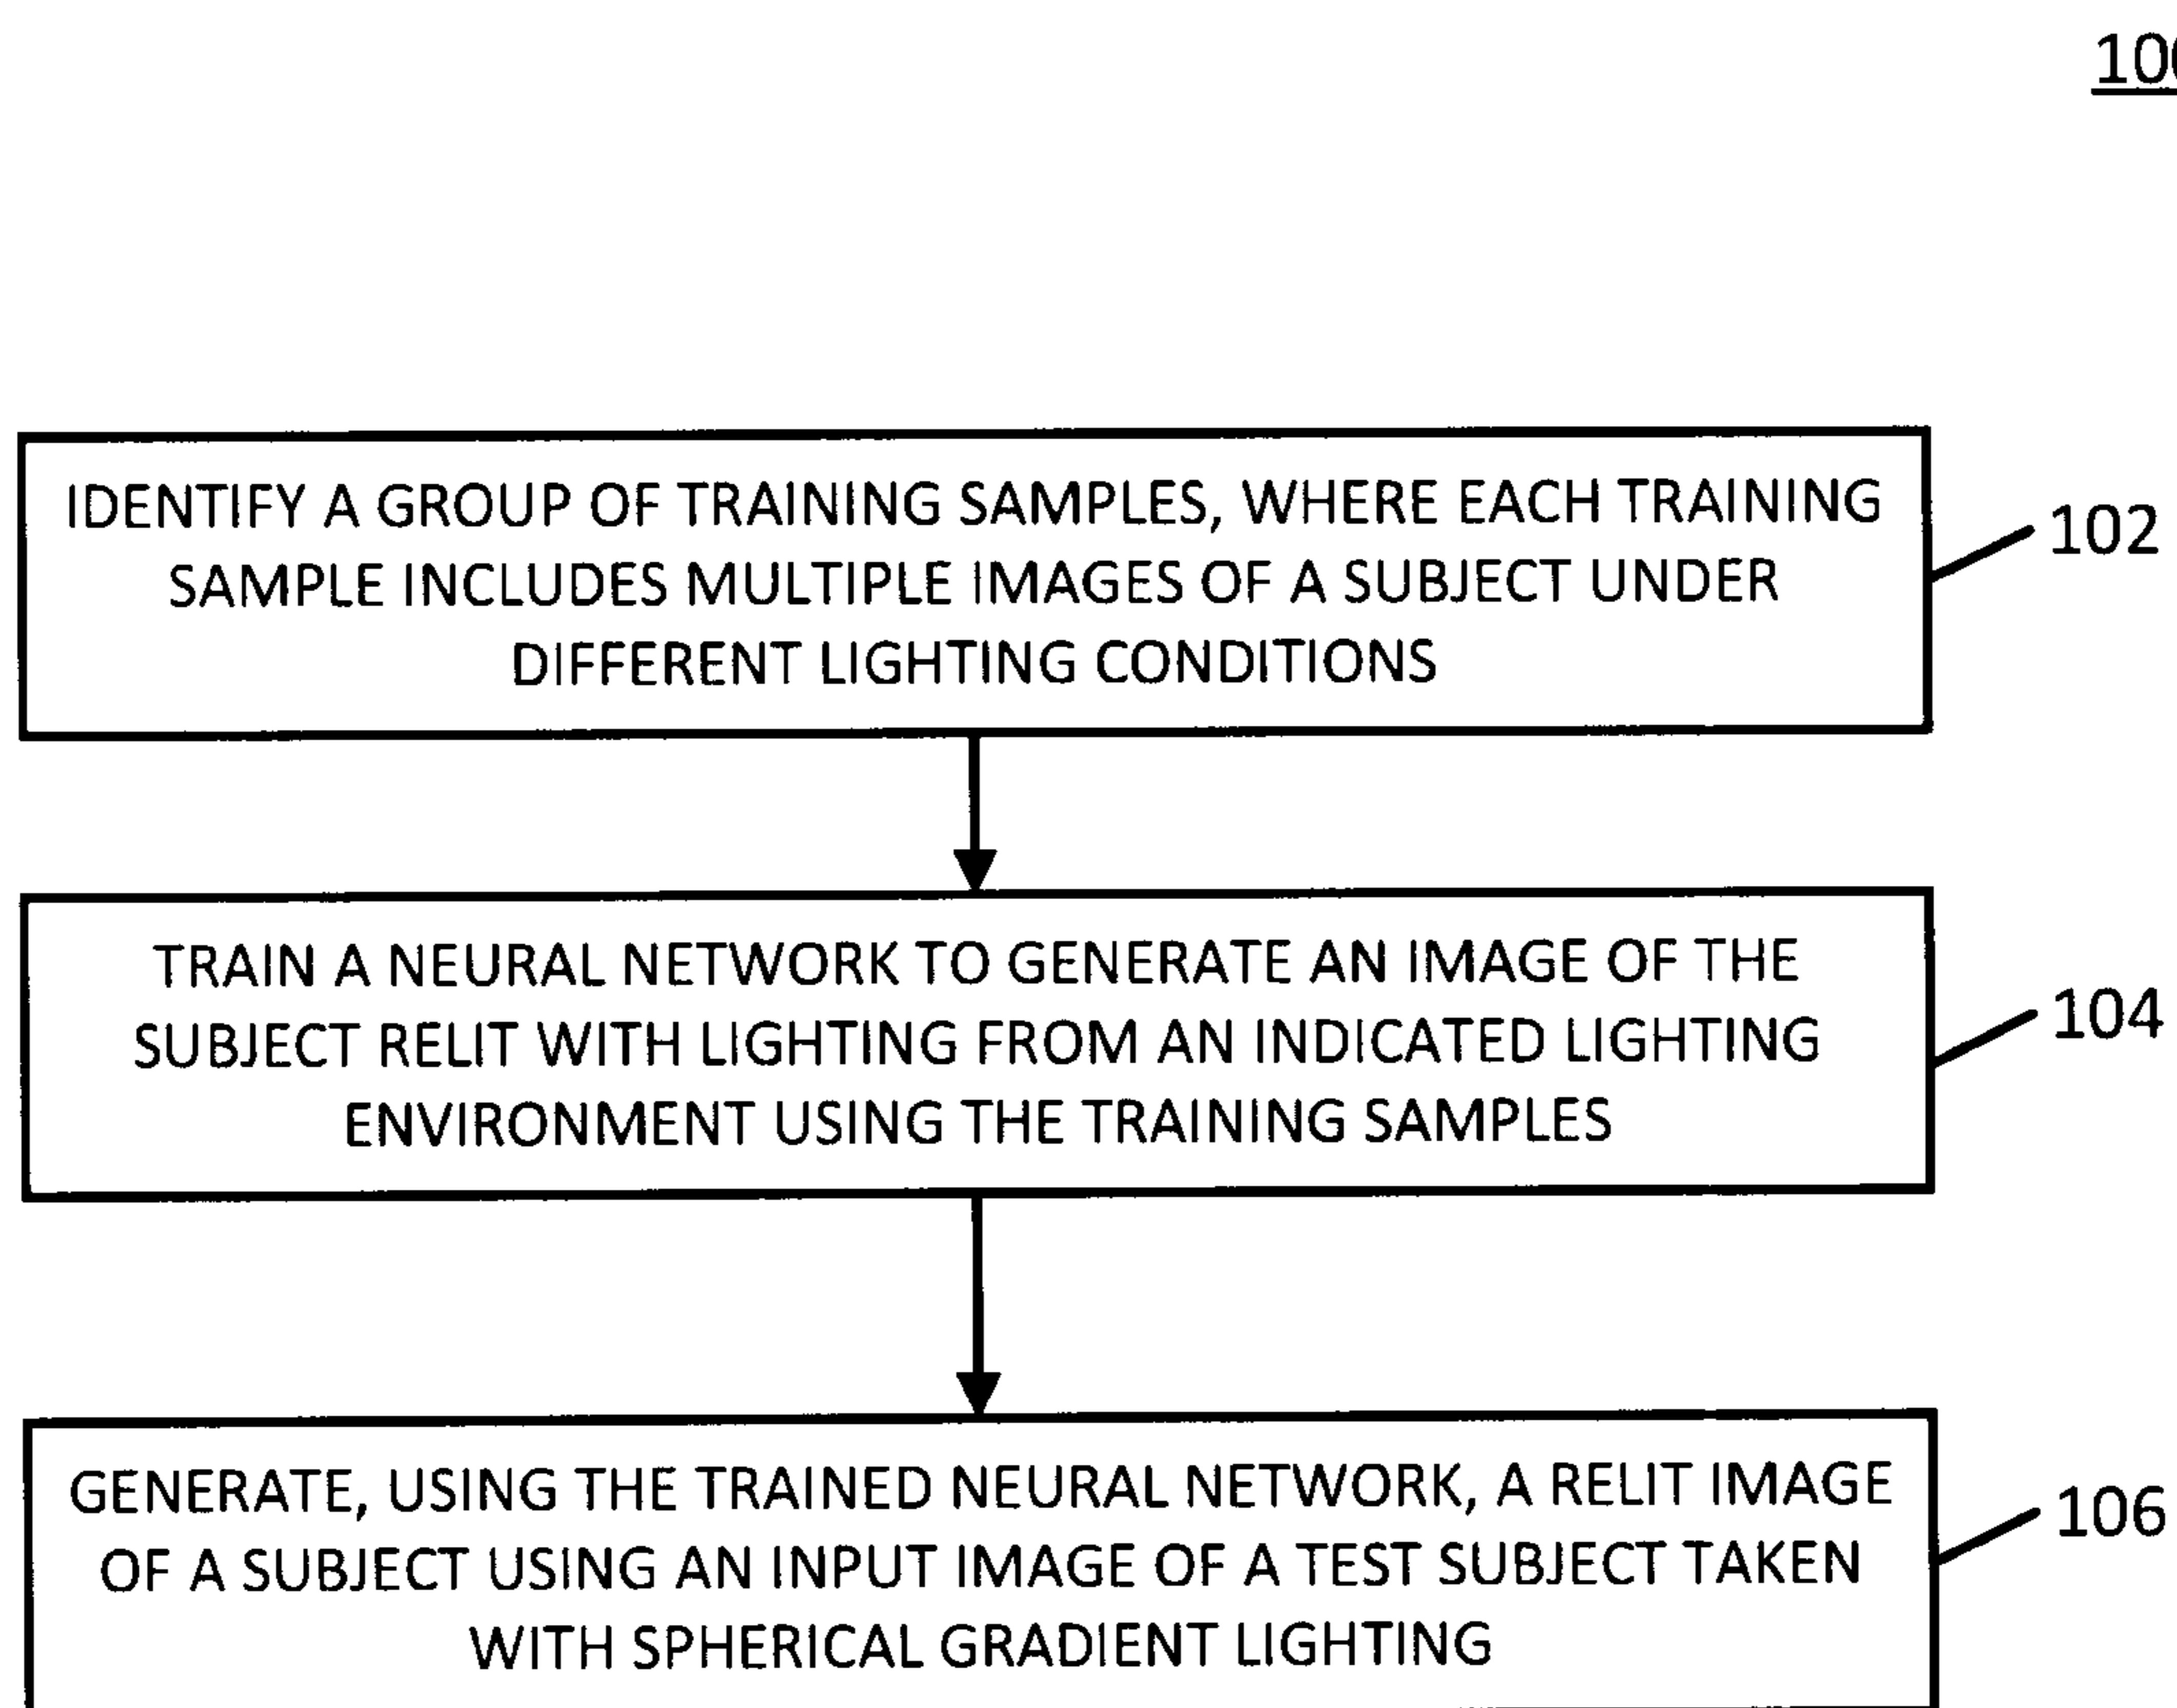 IDENTIFY A GROUP OF TRAINING SAMPLES, WHERE EACH TRAINING
SAMPLE INCLUDES MULTIPLE IMAGES OF A SUBJECT UNDER
DIFFERENT LIGHTING CONDITIONS
102
TRAIN A NEURAL NETWORK TO GENERATE AN IMAGE OF THE
SUBJECT RELIT WITH LIGHTING FROM AN INDICATED LIGHTING
ENVIRONMENT USING THE TRAINING SAMPLES
104
GENERATE, USING THE TRAINED NEURAL NETWORK, A RELIT IMAGE
OF A SUBJECT USING AN INPUT IMAGE OF A TEST SUBJECT TAKEN
WITH SPHERICAL GRADIENT LIGHTING
106